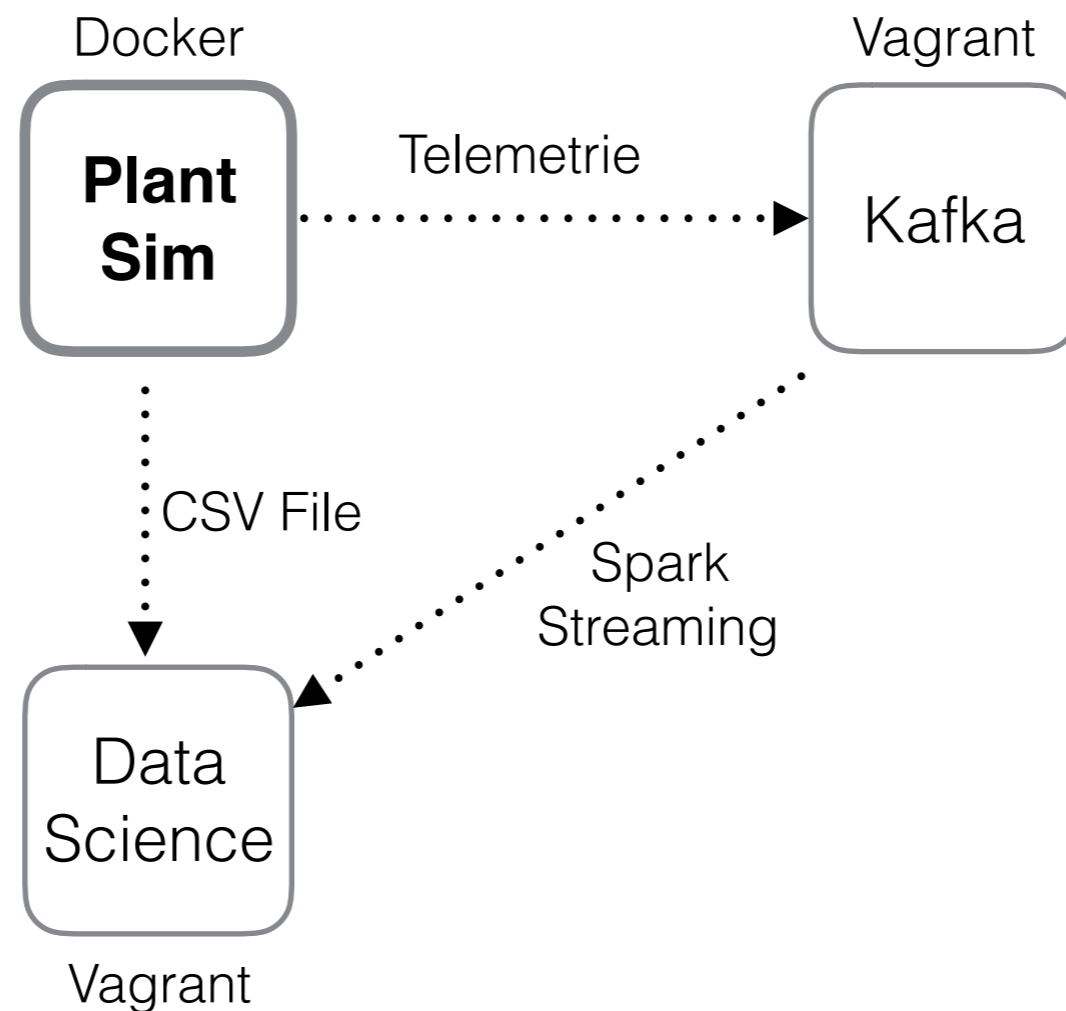 Docker
Vagrant
Plant
Sim
Telemetrie
Kafka
CSV File
Spark
Streaming
Data
Science
Vagrant